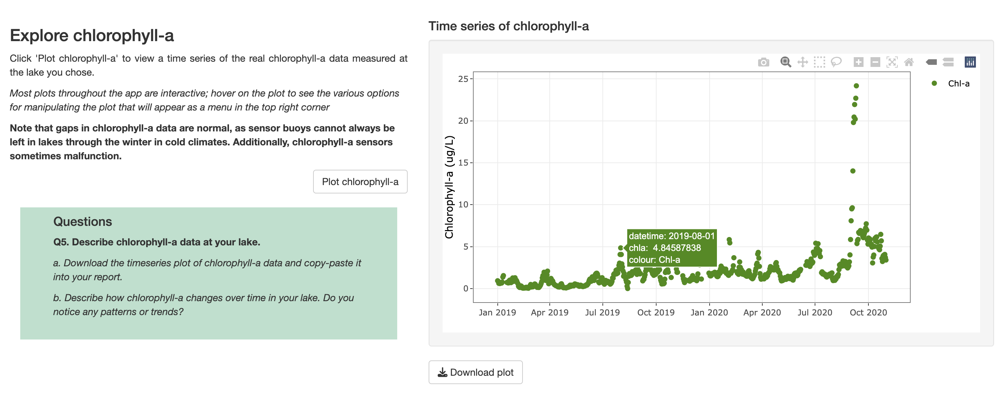 Explore chlorophyll-a
Click 'Plot chlorophyll-a' to view a time series of the real chlorophyll-a data measured at
the lake you chose.
Most plots throughout the app are interactive; hover on the plot to see the various options
for manipulating the plot that will appear as a menu in the top right corner
Note that gaps in chlorophyll-a data are normal, as sensor buoys cannot always be
left in lakes through the winter in cold climates. Additionally, chlorophyll-a sensors
sometimes malfunction.
Plot chlorophyll-a
Questions
Q5. Describe chlorophyll-a data at your lake.
a. Download the timeseries plot of chlorophyll-a data and copy-paste it
into your report.
b. Describe how chlorophyll-a changes over time in your lake. Do you
notice any patterns or trends?
Time series of chlorophyll-a
Chl-a
Chlorophyll-a (ug/L)
25
20
15
10
5
0
datetime: 2019-08-01
chla: 4.84587838
colour: Chl-a
Jan 2019 Apr 2019 Jul 2019 Oct 2019 Jan 2020 Apr 2020 Jul 2020 Oct 2020
Download plot